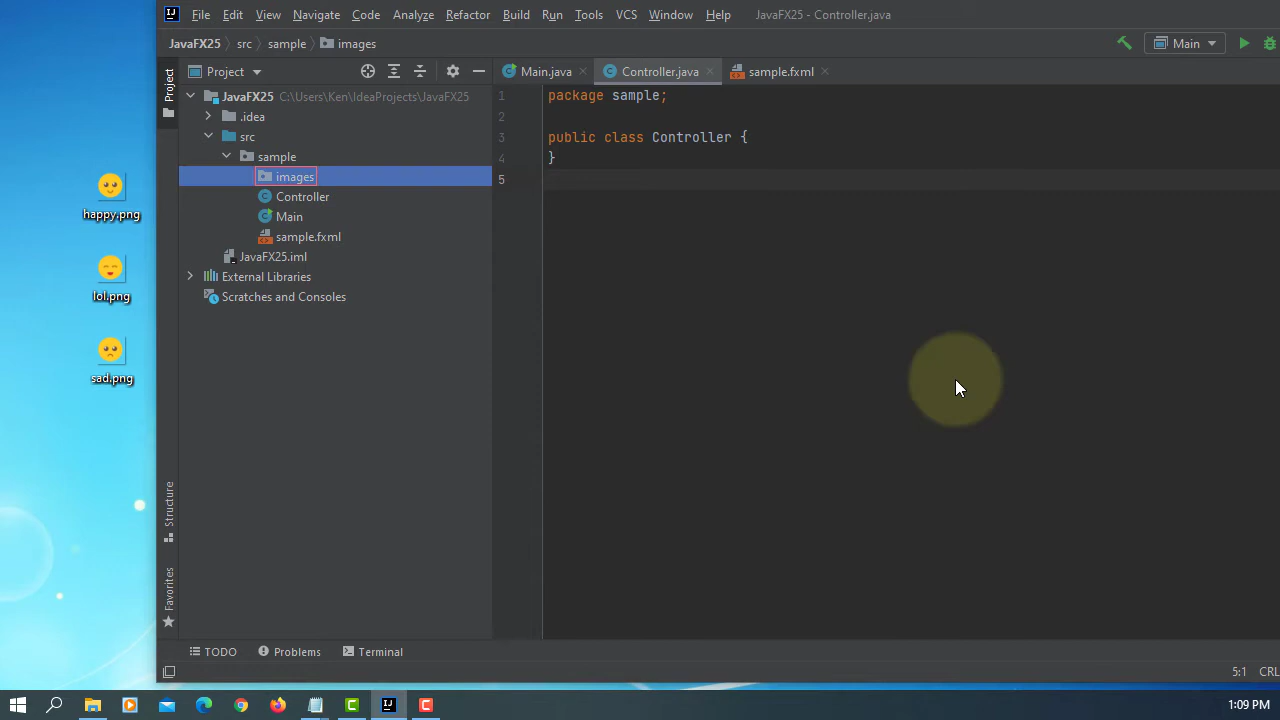 IJ File Edit View Navigate Code Analyze Refactor Build Run Tools VCS Window Help JavaFX25 - Controller.java
JavaFX25 src sample images Main
Project
Project
Main.java Controller.java sample.fxml
JavaFX25 C:\Users\Ken\IdeaProjects\JavaFX25
.idea
src
sample
images
Controller
Main
sample.fxml
JavaFX25.iml
External Libraries
Scratches and Consoles
1 package sample;
2
3 public class Controller {
4 }
5
happy.png
lol.png
sad.png
Structure
Favorites
TODO Problems Terminal
5:1 CRL
IJ
1:09 PM